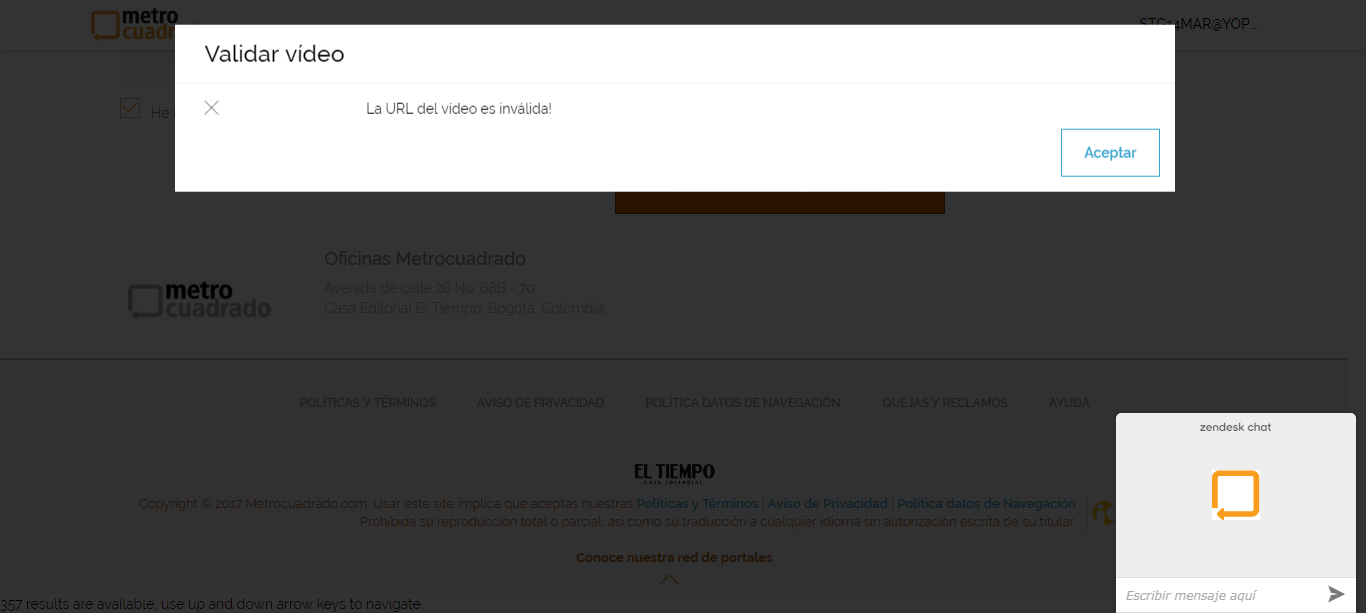 metro
cuadr
STG14MAR@YOP...
Validar vídeo
He
La URL del vídeo es inválida!
Aceptar
Oficinas Metrocuadrado
Avenida de calle 26 No. 68B - 70
Casa Editorial El Tiempo, Bogotá, Colombia
metro
cuadrado
POLÍTICAS Y TÉRMINOS AVISO DE PRIVACIDAD POLÍTICA DATOS DE NAVEGACIÓN QUEJAS Y RECLAMOS AYUDA
zendesk chat
EL TIEMPO
CASA EDITORIAL
Copyright © 2017 Metrocuadrado.com. Usar este site implica que aceptas nuestras Políticas y Términos | Aviso de Privacidad | Política datos de Navegación
Prohibida su reproducción total o parcial, así como su traducción a cualquier idioma sin autorización escrita de su titular.
Conoce nuestra red de portales
Escribir mensaje aquí
357 results are available, use up and down arrow keys to navigate.